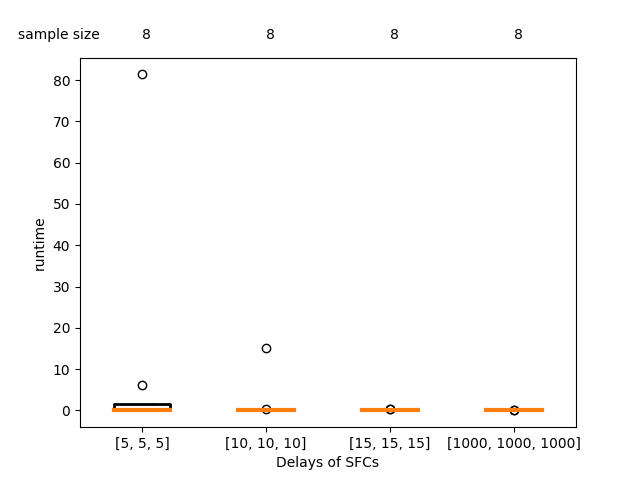 sample size 8 8 8 8
80
70
60
50
40
30
20
10
0
runtime
[5, 5, 5] [10, 10, 10] [15, 15, 15] [1000, 1000, 1000]
Delays of SFCs